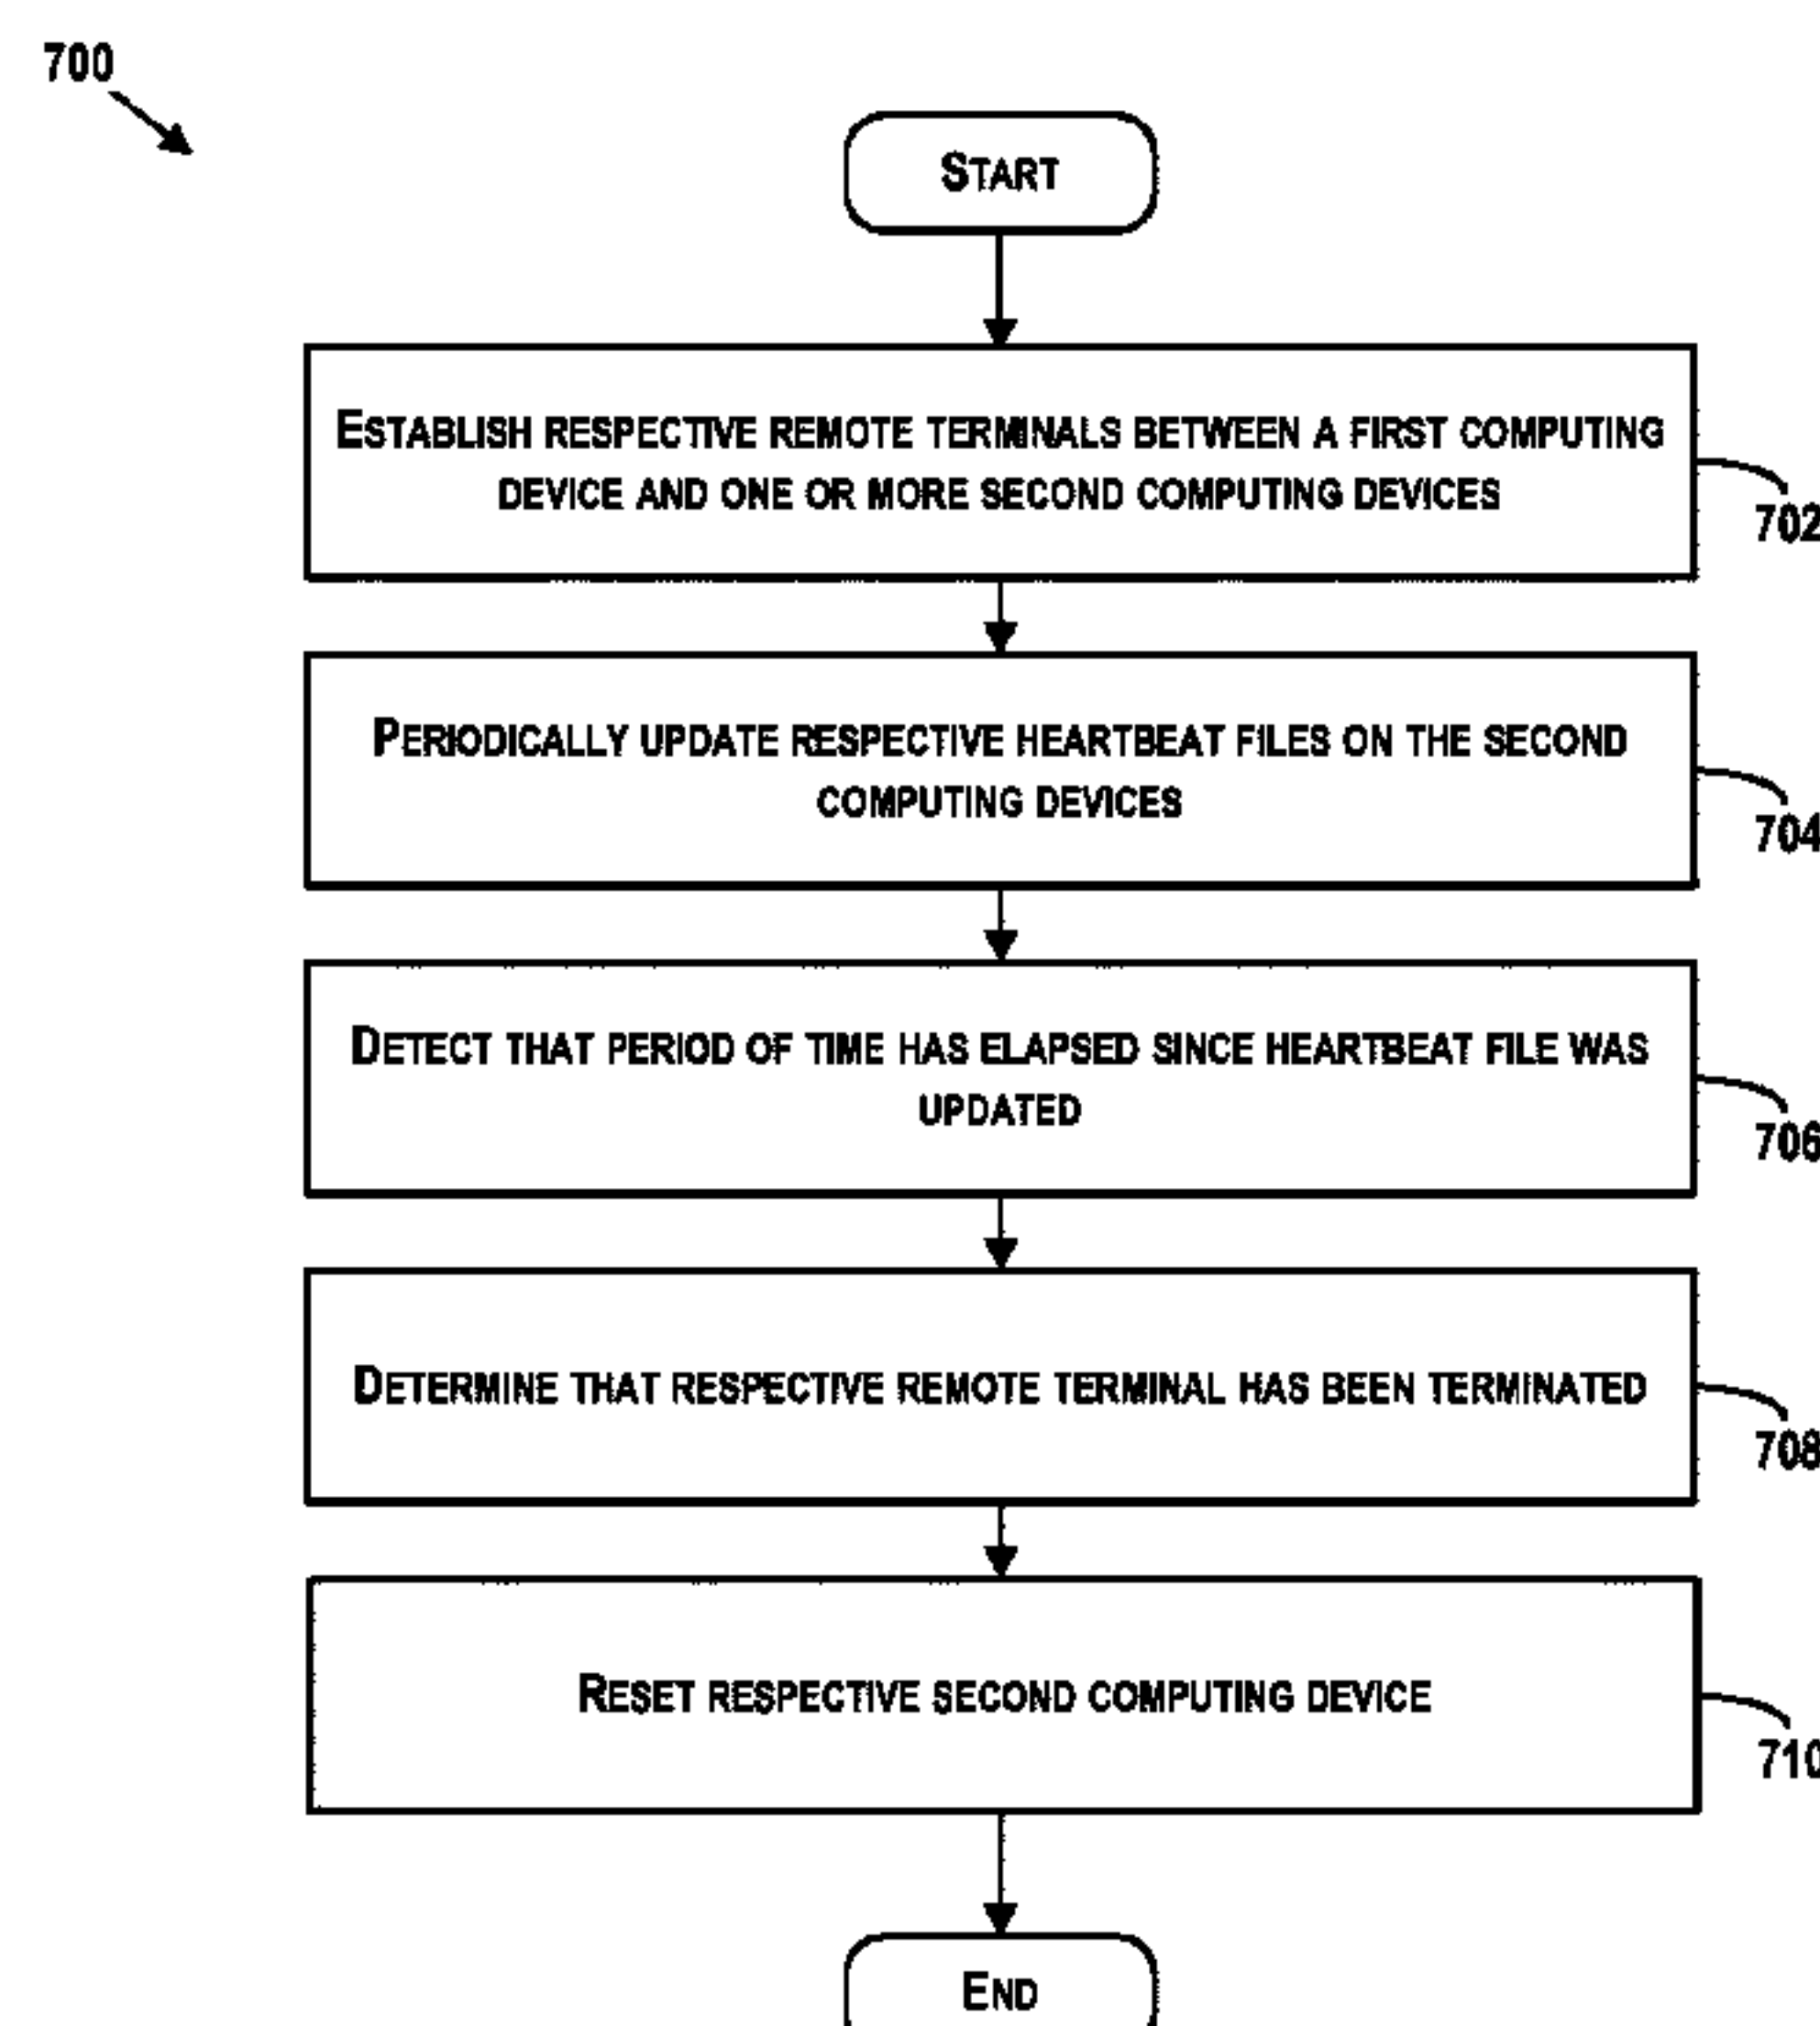 700
START
ESTABLISH RESPECTIVE REMOTE TERMINALS BETWEEN A FIRST COMPUTING
DEVICE AND ONE OR MORE SECOND COMPUTING DEVICES
702
PERIODICALLY UPDATE RESPECTIVE HEARTBEAT FILES ON THE SECOND
COMPUTING DEVICES
704
DETECT THAT PERIOD OF TIME HAS ELAPSED SINCE HEARTBEAT FILE WAS
UPDATED
706
DETERMINE THAT RESPECTIVE REMOTE TERMINAL HAS BEEN TERMINATED
708
RESET RESPECTIVE SECOND COMPUTING DEVICE
710
END